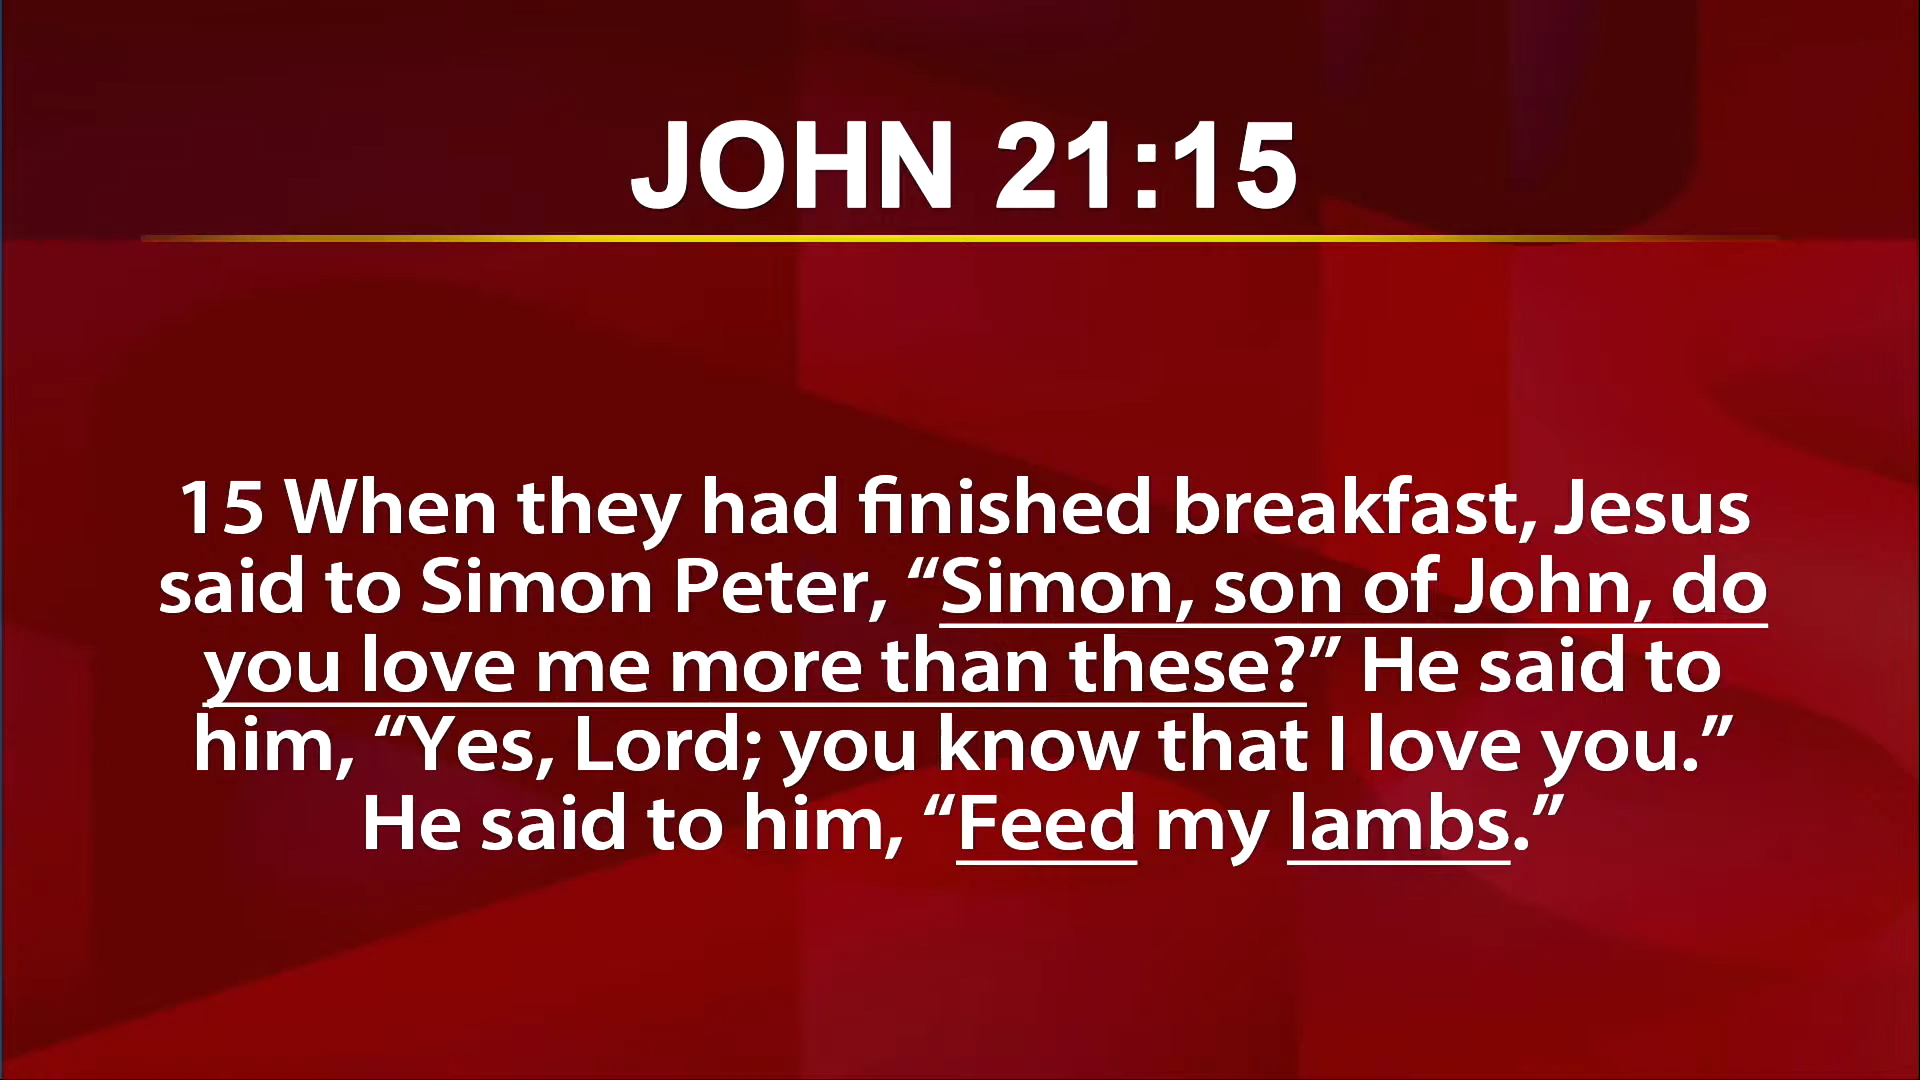 JOHN 21:15
15 When they had finished breakfast, Jesus
said to Simon Peter, “Simon, son of John, do
you love me more than these?” He said to
him, “Yes, Lord; you know that I love you.”
He said to him, “Feed my lambs.”